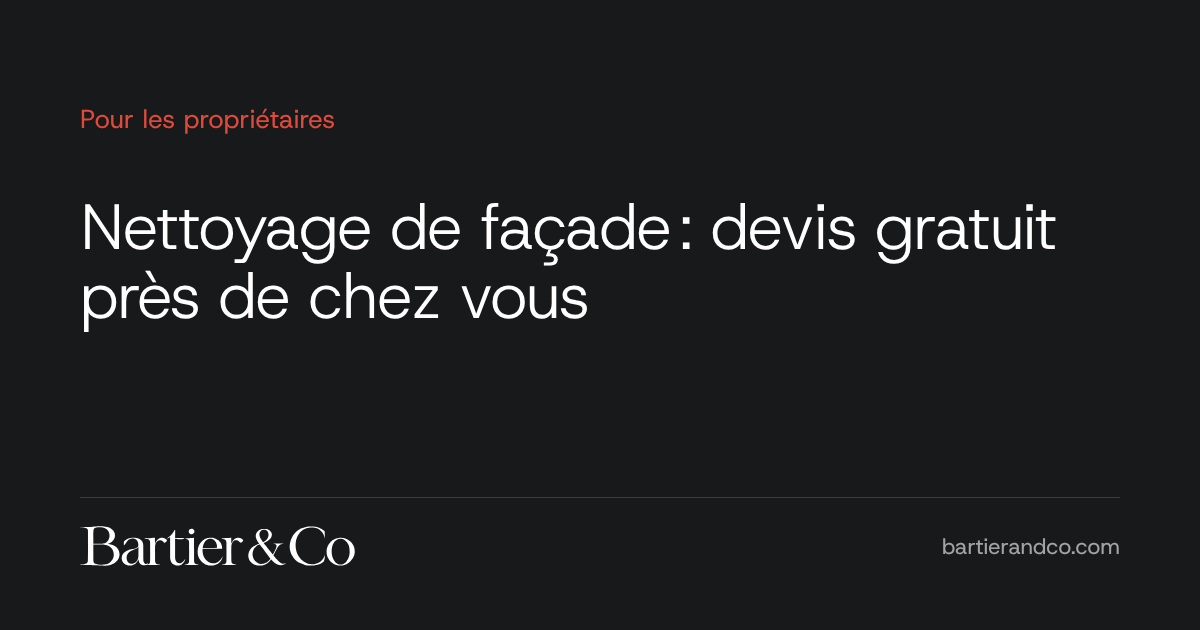 Pour les propriétaires
Nettoyage de façade : devis gratuit
près de chez vous
Bartier & Co
bartierandco.com